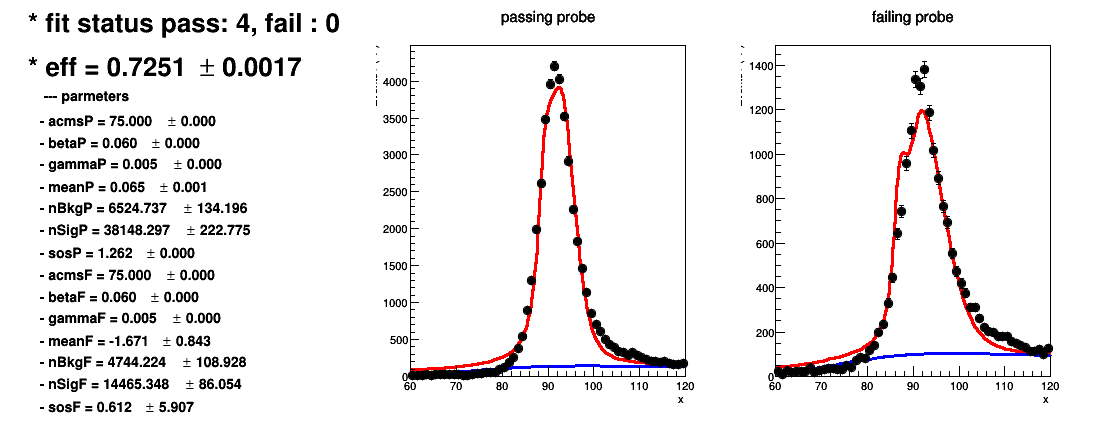 * fit status pass: 4, fail : 0
* eff = 0.7251 ± 0.0017
--- parmeters
- acmsP = 75.000 ± 0.000
- betaP = 0.060 ± 0.000
- gammaP = 0.005 ± 0.000
- meanP = 0.065 ± 0.001
- nBkgP = 6524.737 ± 134.196
- nSigP = 38148.297 ± 222.775
- sosP = 1.262 ± 0.000
- acmsF = 75.000 ± 0.000
- betaF = 0.060 ± 0.000
- gammaF = 0.005 ± 0.000
- meanF = -1.671 ± 0.843
- nBkgF = 4744.224 ± 108.928
- nSigF = 14465.348 ± 86.054
- sosF = 0.612 ± 5.907
passing probe
4000
3500
3000
2500
2000
1500
1000
500
0
60 70 80 90 100 110 120
x
failing probe
1400
1200
1000
800
600
400
200
0
60 70 80 90 100 110 120
x